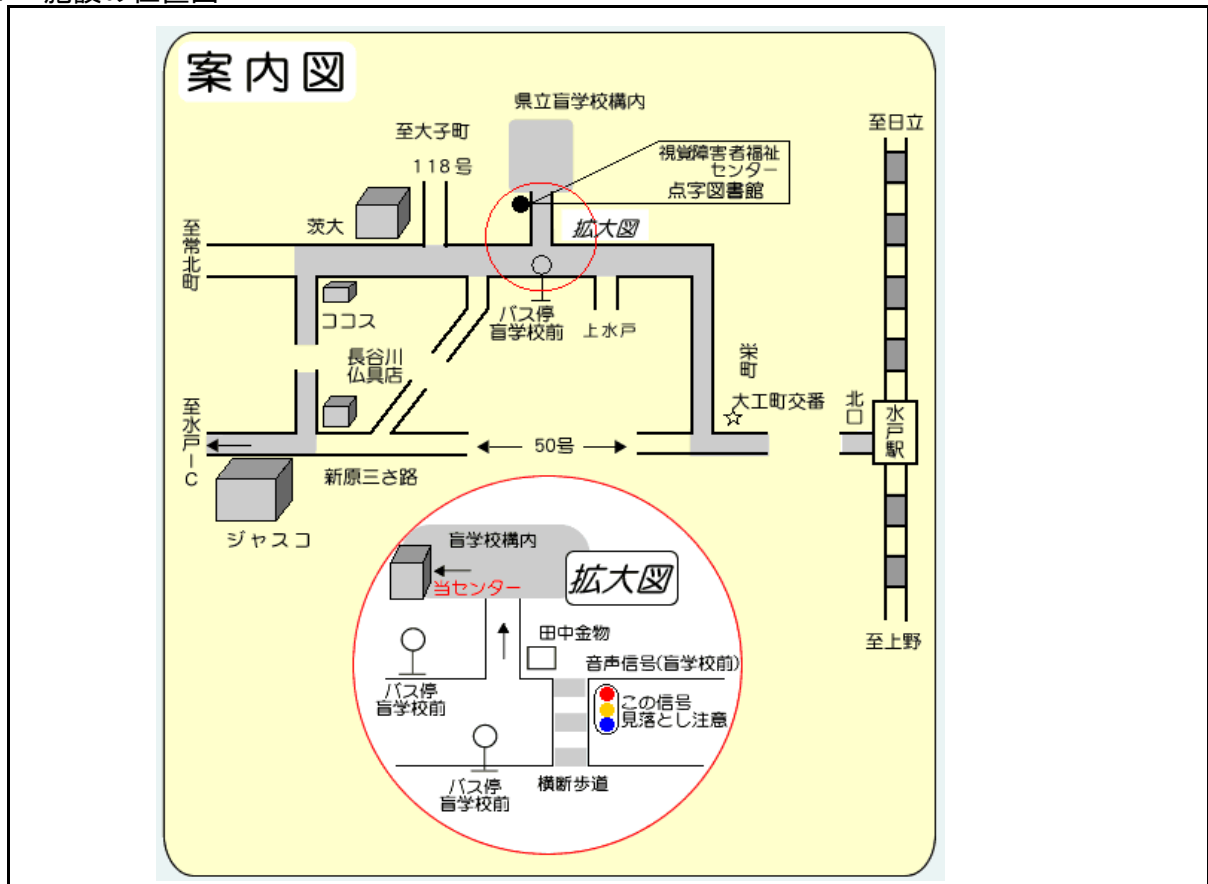 案内図
県立盲学校構内
至大子町
118号
視覚障害者福祉
センター
点字図書館
至日立
茨大
拡大図
至常北町
ココス
バス停
盲学校前
上水戸
長谷川
仏具店
栄町
大工町交番
北口
水戸駅
至水戸IC
50号
新原三さ路
ジャスコ
盲学校構内
拡大図
当センター
田中金物
音声信号(盲学校前)
バス停
盲学校前
この信号
見落とし注意
バス停
盲学校前
横断歩道
至上野